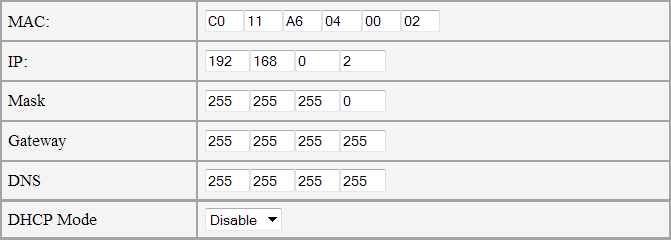 MAC: C0 11 A6 04 00 02
IP: 192 168 0 2
Mask 255 255 255 0
Gateway 255 255 255 255
DNS 255 255 255 255
DHCP Mode Disable